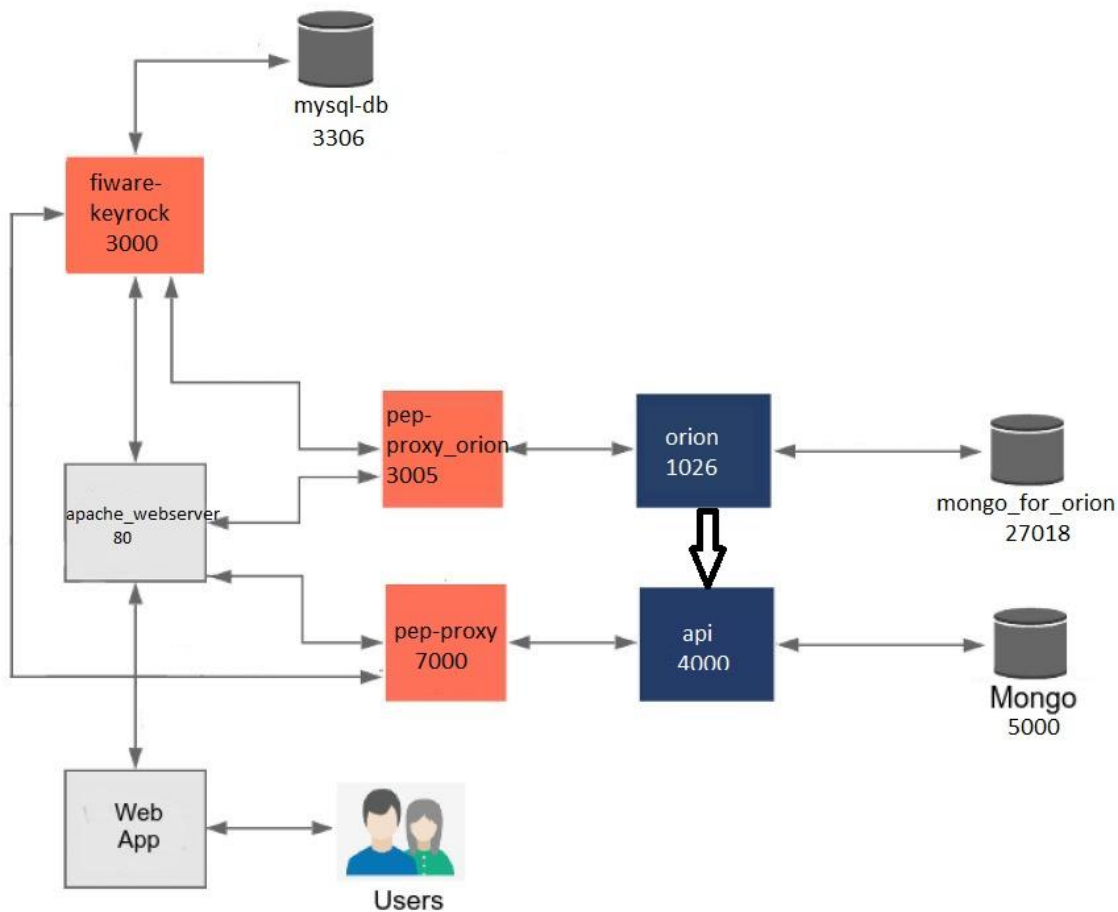 mysql-db
3306
fiware-
keyrock
3000
pep-
proxy_orion
3005
orion
1026
mongo_for_orion
27018
apache_webserver
80
pep-proxy
7000
api
4000
Mongo
5000
Web
App
Users